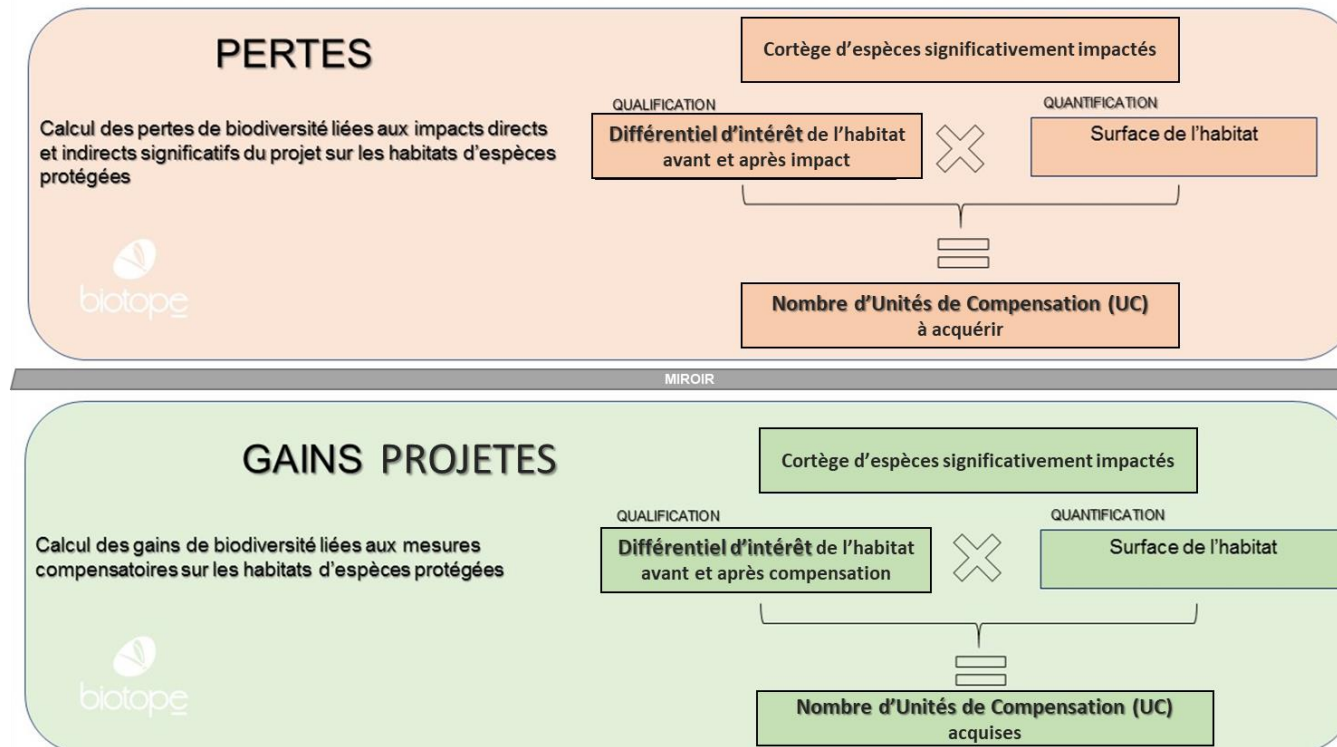 PERTES
Calcul des pertes de biodiversité liées aux impacts directs
et indirects significatifs du projet sur les habitats d'espèces
protégées
biotope
Cortège d'espèces significativement impactés
QUALIFICATION
Différentiel d'intérêt de l'habitat
avant et après impact
QUANTIFICATION
Surface de l'habitat
Nombre d'Unités de Compensation (UC)
à acquérir
MIROIR
GAINS PROJETES
Calcul des gains de biodiversité liées aux mesures
compensatoires sur les habitats d'espèces protégées
biotope
Cortège d'espèces significativement impactés
QUALIFICATION
Différentiel d'intérêt de l'habitat
avant et après compensation
QUANTIFICATION
Surface de l'habitat
Nombre d'Unités de Compensation (UC)
acquises